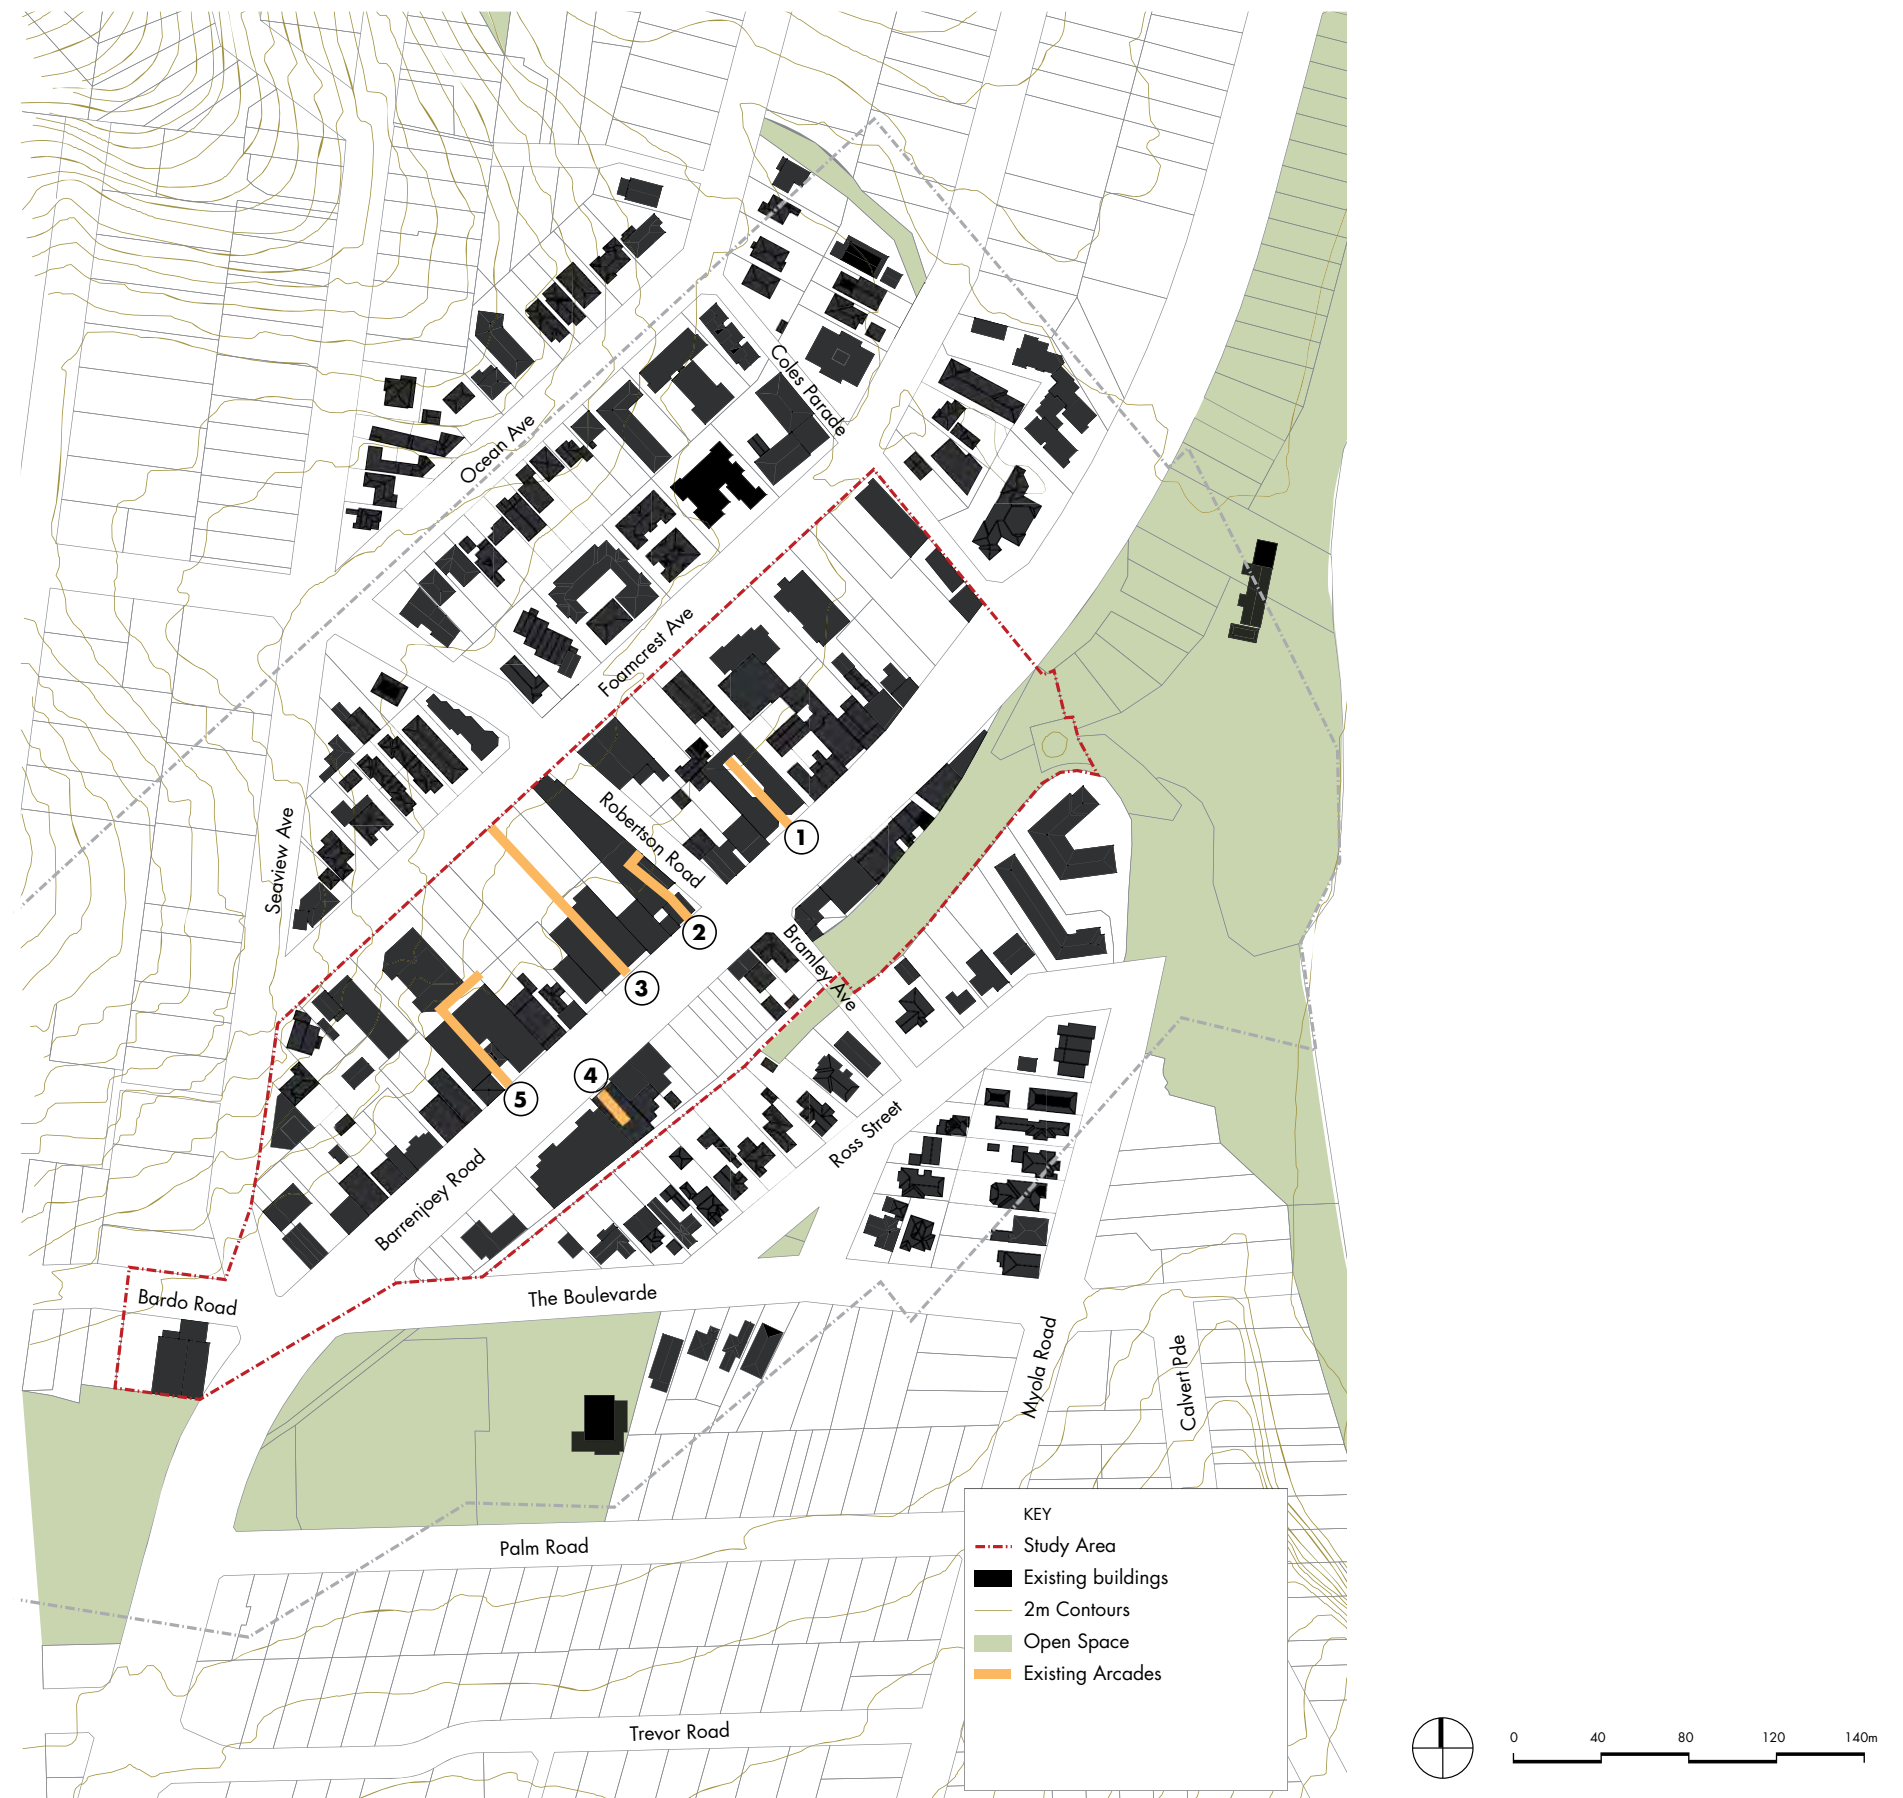 Coles Parade
Ocean Ave
Foamcrest Ave
Robertson Road
Seaview Ave
1
2
3
Bramley Ave
4
5
Ross Street
Barrenjoey Road
Bardo Road
The Boulevarde
Myola Road
Calvert Pde
Palm Road
Trevor Road
KEY
Study Area
Existing buildings
2m Contours
Open Space
Existing Arcades
0 40 80 120 140m